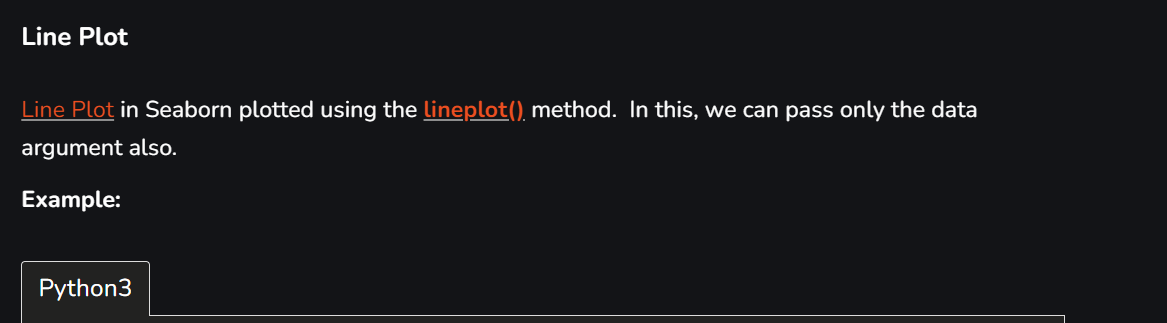 Line Plot
Line Plot in Seaborn plotted using the lineplot() method.  In this, we can pass only the data
argument also.
Example:
Python3